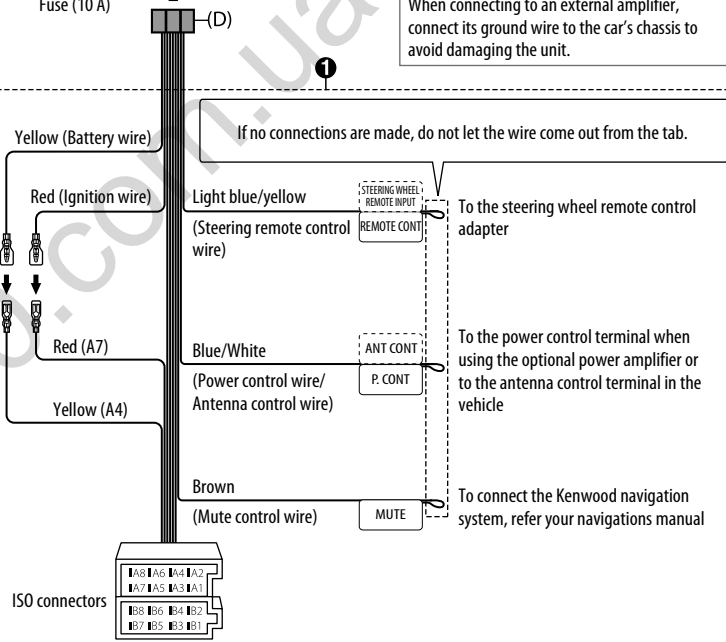 Fuse (10 A)
When connecting to an external amplifier,
connect its ground wire to the car's chassis to
avoid damaging the unit.
(D)
1
Yellow (Battery wire)
If no connections are made, do not let the wire come out from the tab.
Red (Ignition wire)
Light blue/yellow
(Steering remote control
wire)
STEERING WHEEL
REMOTE INPUT
REMOTE CONT
To the steering wheel remote control
adapter
Red (A7)
Yellow (A4)
Blue/White
(Power control wire/
Antenna control wire)
ANT CONT
P. CONT
To the power control terminal when
using the optional power amplifier or
to the antenna control terminal in the
vehicle
Brown
(Mute control wire)
MUTE
To connect the Kenwood navigation
system, refer your navigations manual
ISO connectors
A8 A6 A4 A2
A7 A5 A3 A1
B8 B6 B4 B2
B7 B5 B3 B1
.com.ua